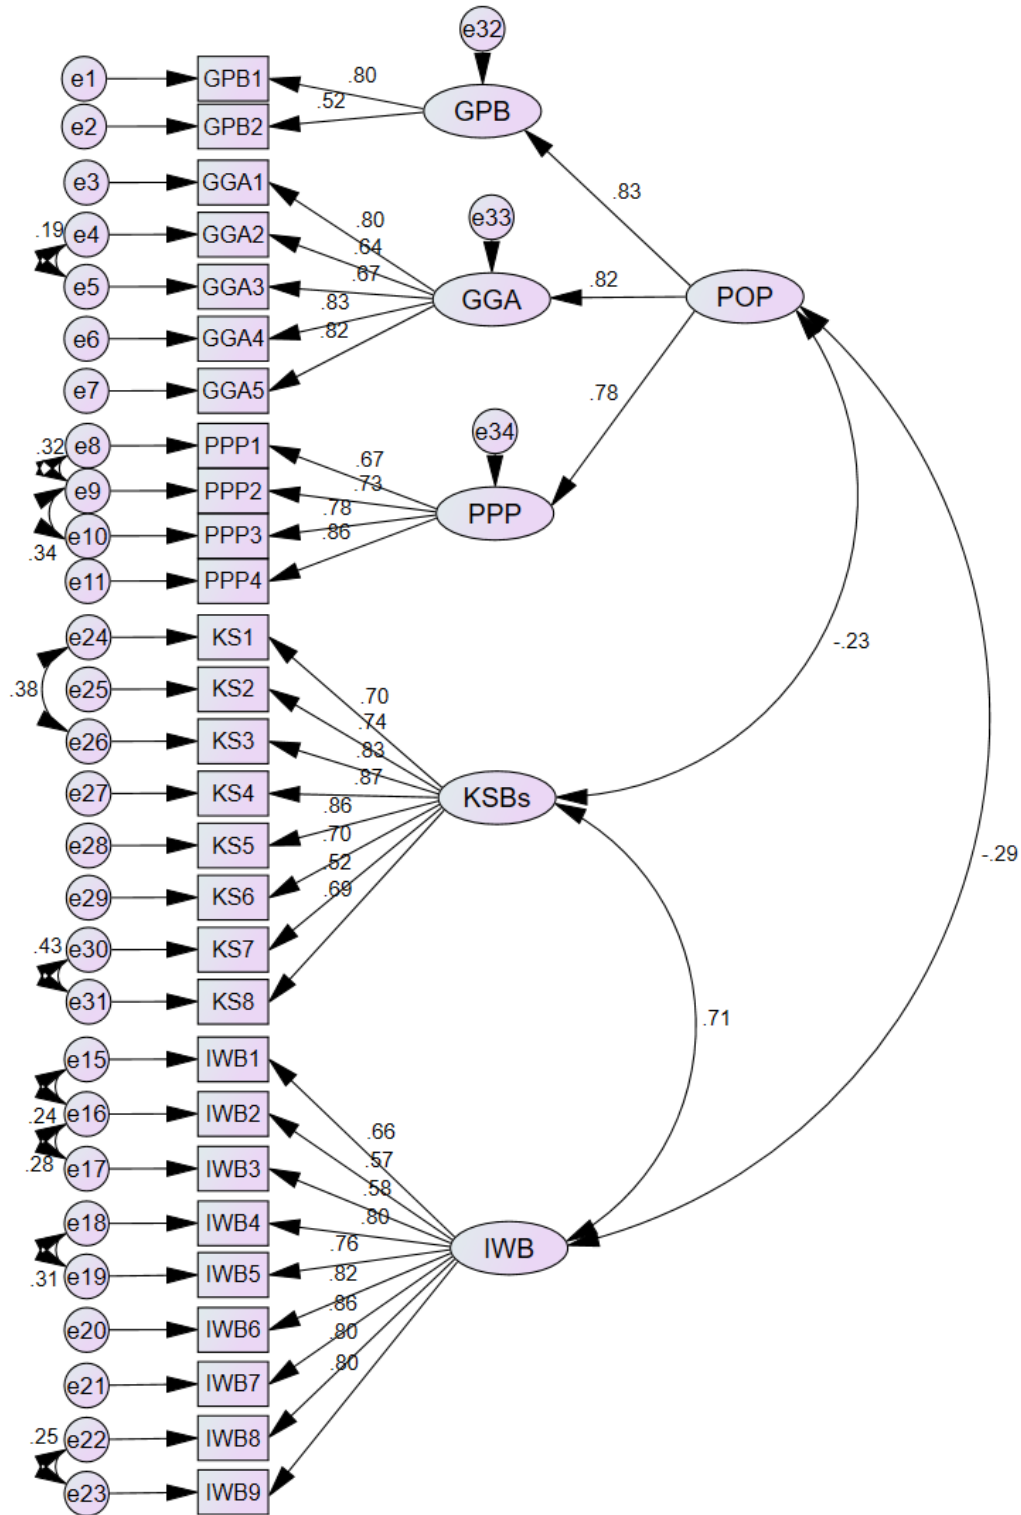 e32
e1 GPB1 .80
.52 GPB
e2 GPB2
e3 GGA1 .83
e33
.19 e4 GGA2 .80
.64
e5 GGA3 .67 GGA .82 POP
.83
e6 GGA4 .82
e7 GGA5
.78
e34
.32 e8 PPP1 .67
e9 PPP2 .73
.78 PPP
e10 PPP3 .86
.34
e11 PPP4
e24 KS1 -.23
.38 e25 KS2 .70
.74
e26 KS3 .83
.87
e27 KS4 KSBs
.86
e28 KS5 .70
.52 -.29
e29 KS6 .69
.43 e30 KS7
e31 KS8
.71
e15 IWB1
.24 e16 IWB2 .66
.57
.28 e17 IWB3 .58
.80
e18 IWB4 .76 IWB
.31 e19 IWB5 .82
.86
e20 IWB6 .80
.80
e21 IWB7
.25 e22 IWB8
e23 IWB9